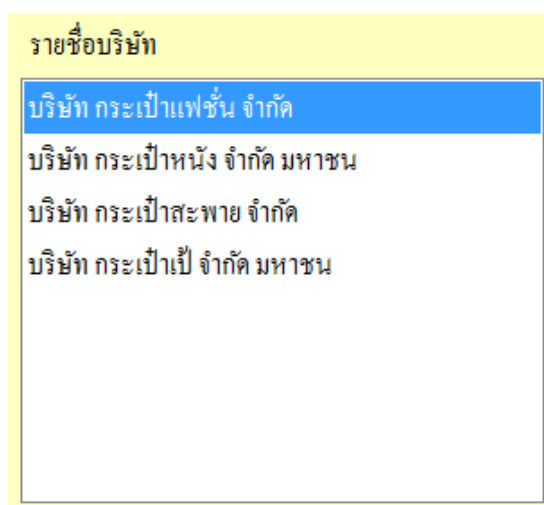 รายชื่อบริษัท
บริษัท กระเป๋าแฟชั่น จำกัด
บริษัท กระเป๋าหนัง จำกัด มหาชน
บริษัท กระเป๋าสะพาย จำกัด
บริษัท กระเป๋าเป้ จำกัด มหาชน